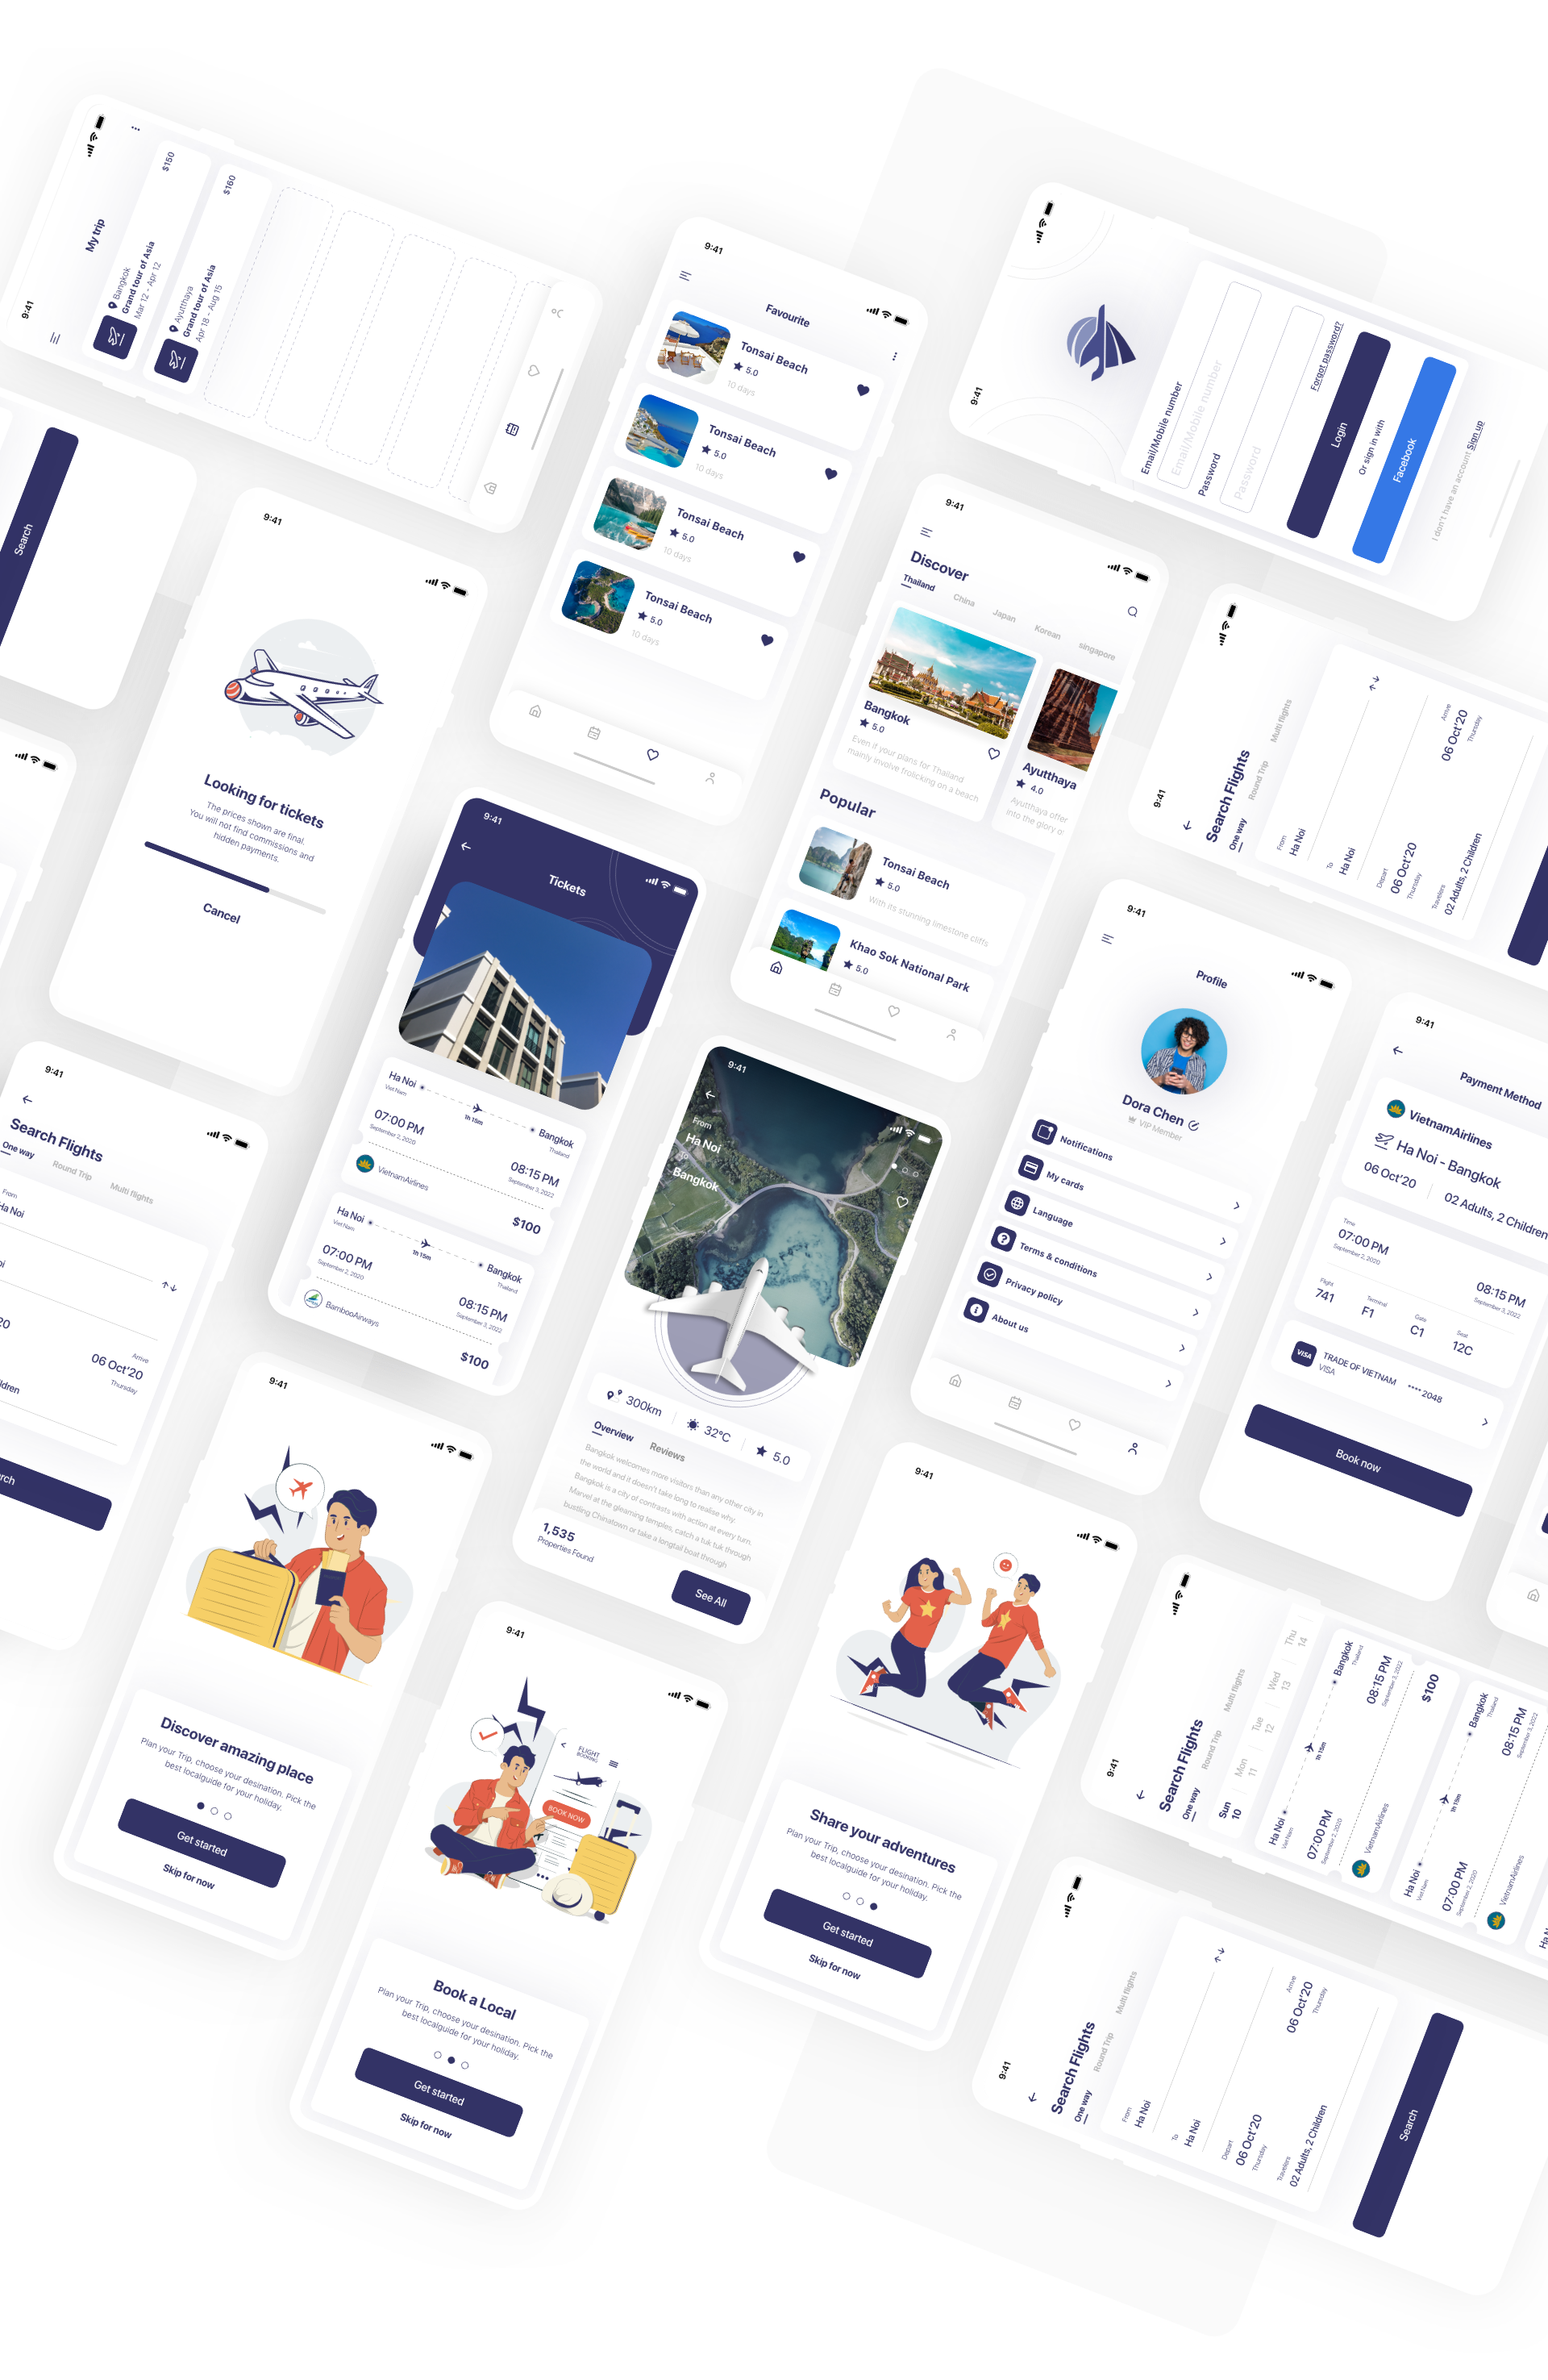 9:41
My trip
Bangkok
Grand tour of Asia
Mar 12 - Apr 12
$150
Ayutthaya
Grand tour of Asia
Apr 18 - Aug 15
$160
Search
9:41
Favourite
Tonsai Beach
5.0
10 days
Tonsai Beach
5.0
10 days
Tonsai Beach
5.0
10 days
Tonsai Beach
5.0
10 days
9:41
Email/Mobile number
Email/Mobile number
Password
Password
Forgot password?
Login
Or sign in with
Facebook
I don't have an account Sign up
9:41
Looking for tickets
The prices shown are final.
You will not find commissions and
hidden payments.
Cancel
9:41
Discover
Thailand
China
Japan
Korean
singapore
Bangkok
5.0
Even if your plans for Thailand
mainly involve frolicking on a beach
Ayutthaya
4.0
Ayutthaya offer
Into the glory o
Popular
Tonsai Beach
5.0
With its stunning limestone cliffs
Khao Sok National Park
5.0
9:41
Search Flights
One way
Round Trip
Multi flights
From
Ha Noi
To
Ha Noi
Depart
06 Oct'20
Thursday
Arrive
06 Oct'20
Thursday
Travelers
02 Adults, 2 Children
9:41
Tickets
Ha Noi
Viet Nam
1h 15m
Bangkok
Thailand
07:00 PM
September 2, 2020
08:15 PM
September 3, 2022
VietnamAirlines
$100
Ha Noi
Viet Nam
1h 15m
Bangkok
Thailand
07:00 PM
September 2, 2020
08:15 PM
September 3, 2022
BambooAirways
$100
9:41
Profile
Dora Chen
VIP Member
Notifications
My cards
Language
Terms & conditions
Privacy policy
About us
9:41
Payment Method
VietnamAirlines
Ha Noi - Bangkok
06 Oct'20
02 Adults, 2 Children
Time
07:00 PM
September 2, 2020
08:15 PM
September 3, 2022
Flight
741
Terminal
F1
Gate
C1
Seat
12C
VISA
TRADE OF VIETNAM
VISA
**** 2048
Book now
9:41
Search Flights
One way
Round Trip
Multi flights
From
Ha Noi
oi
20
Arrive
06 Oct'20
Thursday
ildren
rch
9:41
From
Ha Noi
To
Bangkok
300km
32°C
5.0
Overview
Reviews
Bangkok welcomes more visitors than any other city in
the world and it doesn't take long to realise why.
Bangkok is a city of contrasts with action at every turn.
Marvel at the gleaming temples, catch a tuk tuk through
bustling Chinatown or take a longtail boat through
1,535
Properties Found
See All
9:41
Discover amazing place
Plan your Trip, choose your desination. Pick the
best localguide for your holiday.
Get started
Skip for now
9:41
FLIGHT
BOOKING
BOOK NOW
Book a Local
Plan your Trip, choose your desination. Pick the
best localguide for your holiday.
Get started
Skip for now
9:41
Share your adventures
Plan your Trip, choose your desination. Pick the
best localguide for your holiday.
Get started
Skip for now
9:41
Search Flights
One way
Round Trip
Multi flights
Sun
10
Mon
11
Tue
12
Wed
13
Thu
14
Ha Noi
Viet Nam
1h 15m
Bangkok
Thailand
07:00 PM
September 2, 2020
08:15 PM
September 3, 2022
VietnamAirlines
$100
Ha Noi
Viet Nam
1h 15m
Bangkok
Thailand
07:00 PM
September 2, 2020
08:15 PM
September 3, 2022
VietnamAirlines
9:41
Search Flights
One way
Round Trip
Multi flights
From
Ha Noi
To
Ha Noi
Depart
06 Oct'20
Thursday
Arrive
06 Oct'20
Thursday
Travelers
02 Adults, 2 Children
Search